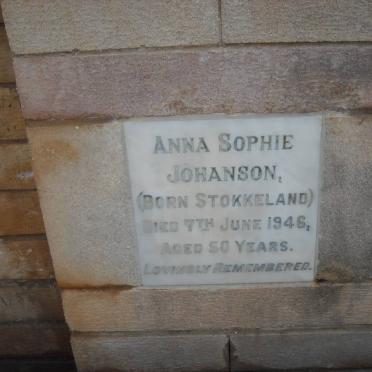 ANNA SOPHIE
JOHANSON,
(BORN STOKKELAND)
DIED 7TH JUNE 1946,
AGED 50 YEARS.
LOVINGLY REMEMBERED.